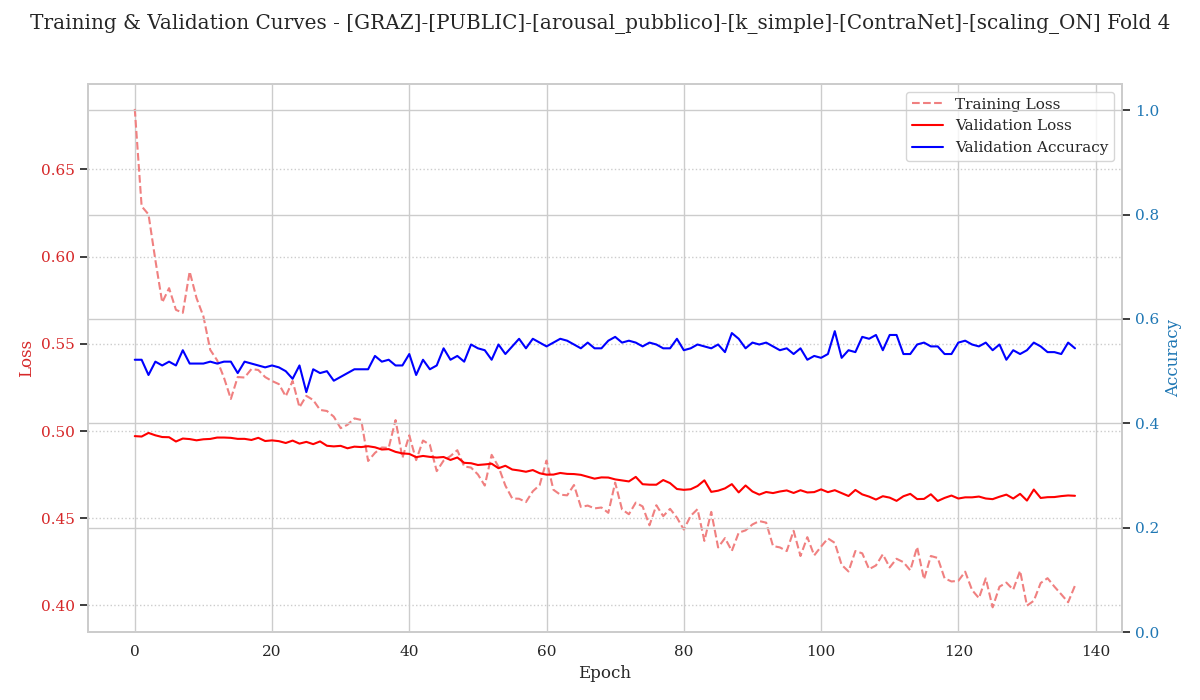 Training & Validation Curves - [GRAZ]-[PUBLIC]-[arousal_pubblico]-[k_simple]-[ContraNet]-[scaling_ON] Fold 4
Training Loss
Validation Loss
Validation Accuracy
Loss
0.65
0.60
0.55
0.50
0.45
0.40
1.0
0.8
0.6
0.4
0.2
0.0
Accuracy
0
20
40
60
80
100
120
140
Epoch